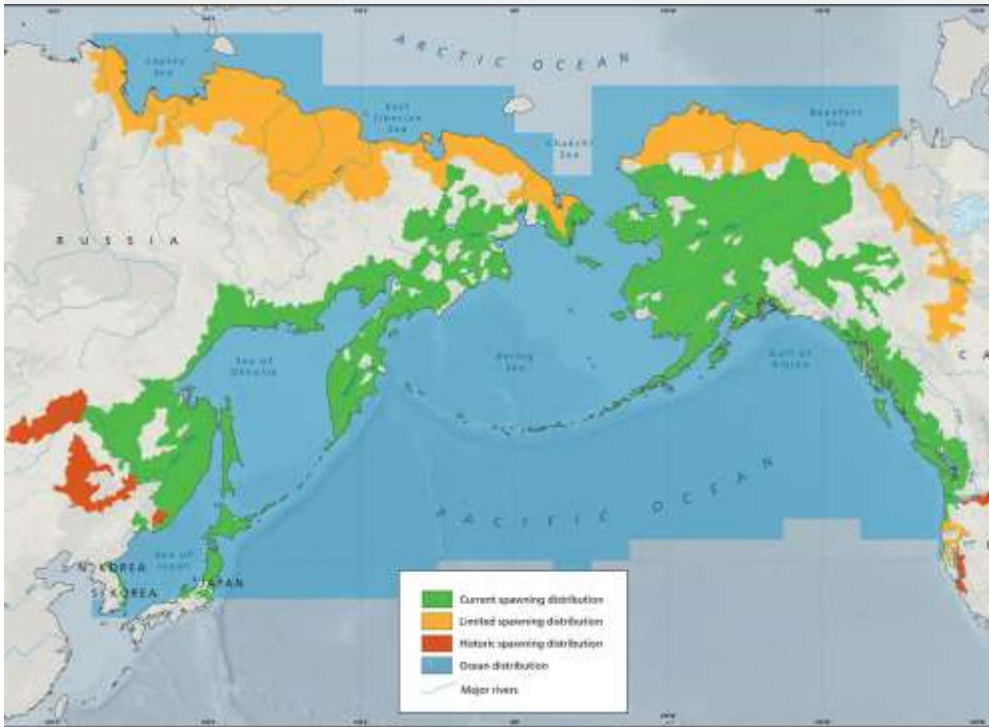 ARCTIC OCEAN
Laptev
Sea
East
Siberian
Sea
Chukchi
Sea
Beaufort
Sea
RUSSIA
Sea of
Okhotsk
Bering
Sea
Gulf of
Alaska
CA
PACIFIC OCEAN
Sea of
Japan
N. KOREA
S. KOREA
JAPAN
Current spawning distribution
Limited spawning distribution
Historic spawning distribution
Ocean distribution
Major rivers